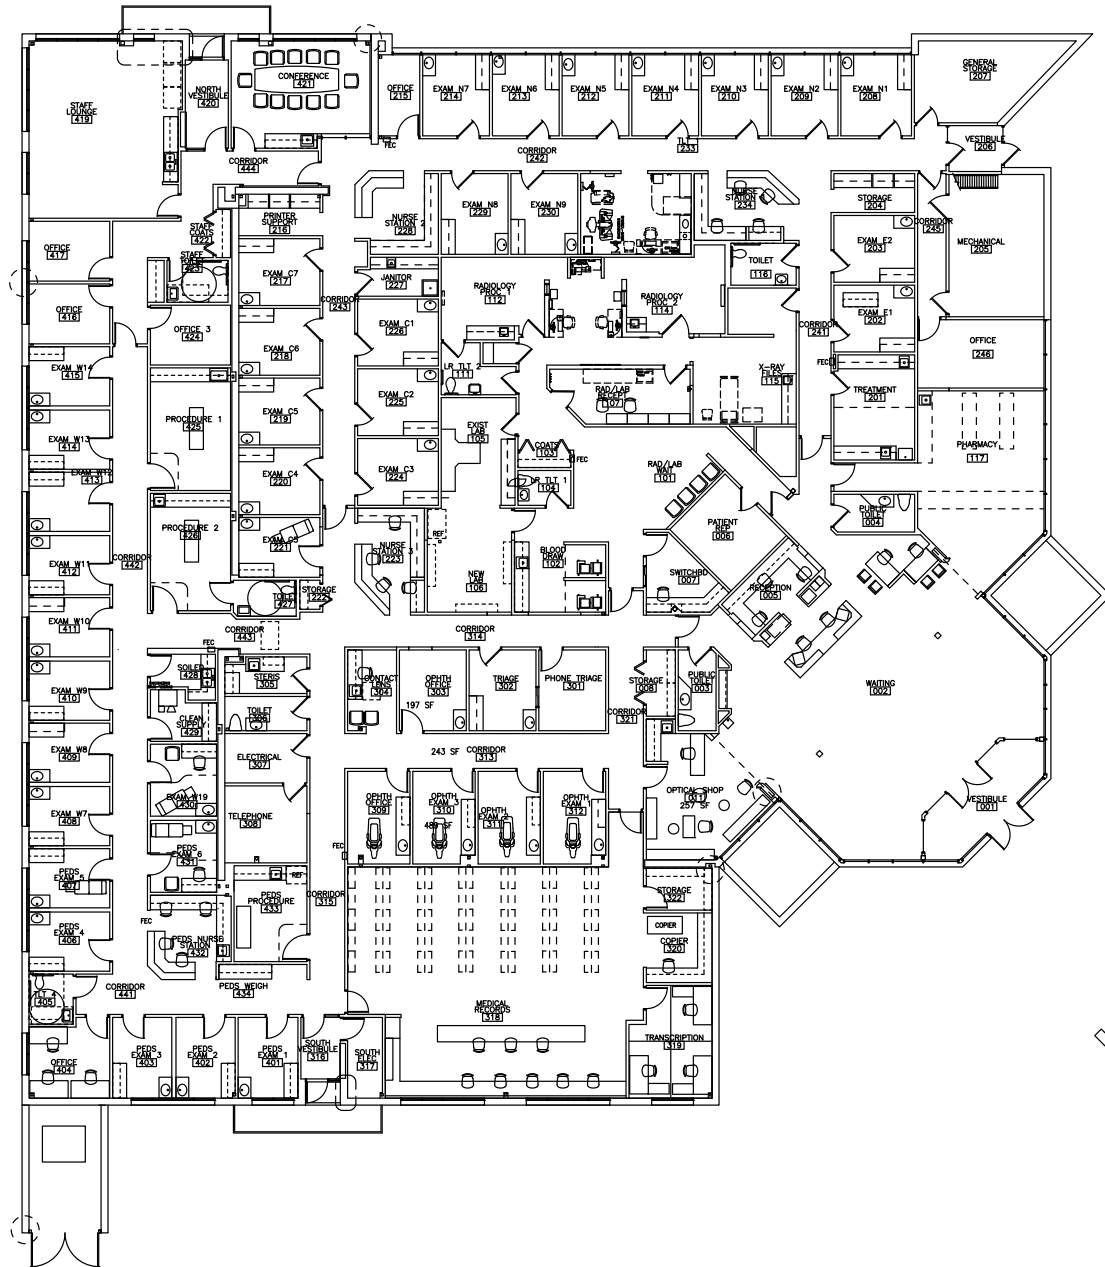 GENERAL
STORAGE
207
CONFERENCE
421
STAFF
LOUNGE
419
NORTH
VESTIBULE
420
OFFICE
215
EXAM N7
214
EXAM N6
213
EXAM N5
212
EXAM N4
211
EXAM N3
210
EXAM N2
209
EXAM N1
208
FEC
TLT
233
VESTIBULE
206
CORRIDOR
242
CORRIDOR
444
PRINTER
SUPPORT
216
NURSE
STATION 2
228
EXAM N8
229
EXAM N9
230
NURSE
STATION 1
234
STORAGE
204
CORRIDOR
245
MECHANICAL
205
STAFF
COATS
422
STAFF
423
OFFICE
417
EXAM C7
217
JANITOR
227
TOILET
116
EXAM E2
203
RADIOLOGY
PROC 1
112
RADIOLOGY
PROC 2
114
CORRIDOR
243
OFFICE
416
OFFICE 3
424
EXAM C6
218
EXAM C1
226
CORRIDOR
241
EXAM E1
202
OFFICE
246
EXAM W14
415
LR TLT 2
111
FEC
X-RAY
FILES
115
RAD/LAB
RECEPT
107
TREATMENT
201
EXAM C5
219
EXAM C2
225
PROCEDURE 1
425
EXIST
LAB
105
PHARMACY
117
EXAM W13
414
COATS
103
FEC
EXAM W12
413
EXAM C4
220
EXAM C3
224
RAD/LAB
WAIT
101
LR TLT 1
104
PUBLIC
TOILET
004
PROCEDURE 2
426
EXAM C5
221
REF
PATIENT
REP
006
NURSE
STATION 3
223
BLOOD
DRAW
102
CORRIDOR
442
EXAM W11
412
SWITCHBD
007
NEW
LAB
106
RECEPTION
005
TOILET
427
STORAGE
222
EXAM W10
411
CORRIDOR
443
FEC
CORRIDOR
314
SOILED
428
STERIS
305
CONTACT
LENS
304
OPHTH
OFFICE
303
197 SF
TRIAGE
302
PHONE TRIAGE
301
STORAGE
008
PUBLIC
TOILET
003
WAITING
002
EXAM W9
410
CORRIDOR
321
TOILET
306
CLEAN
SUPPLY
429
EXAM W8
409
ELECTRICAL
307
243 SF
CORRIDOR
313
OPTICAL SHOP
011
257 SF
EXAM W19
430
OPHTH
OFFICE
309
OPHTH
EXAM 3
310
489 SF
OPHTH
EXAM 2
311
OPHTH
EXAM 1
312
VESTIBULE
001
EXAM W7
408
TELEPHONE
308
PEDS
EXAM 6
431
FEC
PEDS
EXAM 5
407
REF
PEDS
PROCEDURE
433
CORRIDOR
315
STORAGE
322
PEDS
EXAM 4
406
FEC
PEDS NURSE
STATION
432
COPIER
COPIER
320
PEDS WEIGH
434
CORRIDOR
441
TLT 4
405
MEDICAL
RECORDS
318
TRANSCRIPTION
319
OFFICE
404
PEDS
EXAM 3
403
PEDS
EXAM 2
402
PEDS
EXAM 1
401
SOUTH
VESTIBULE
316
SOUTH
ELEC
317